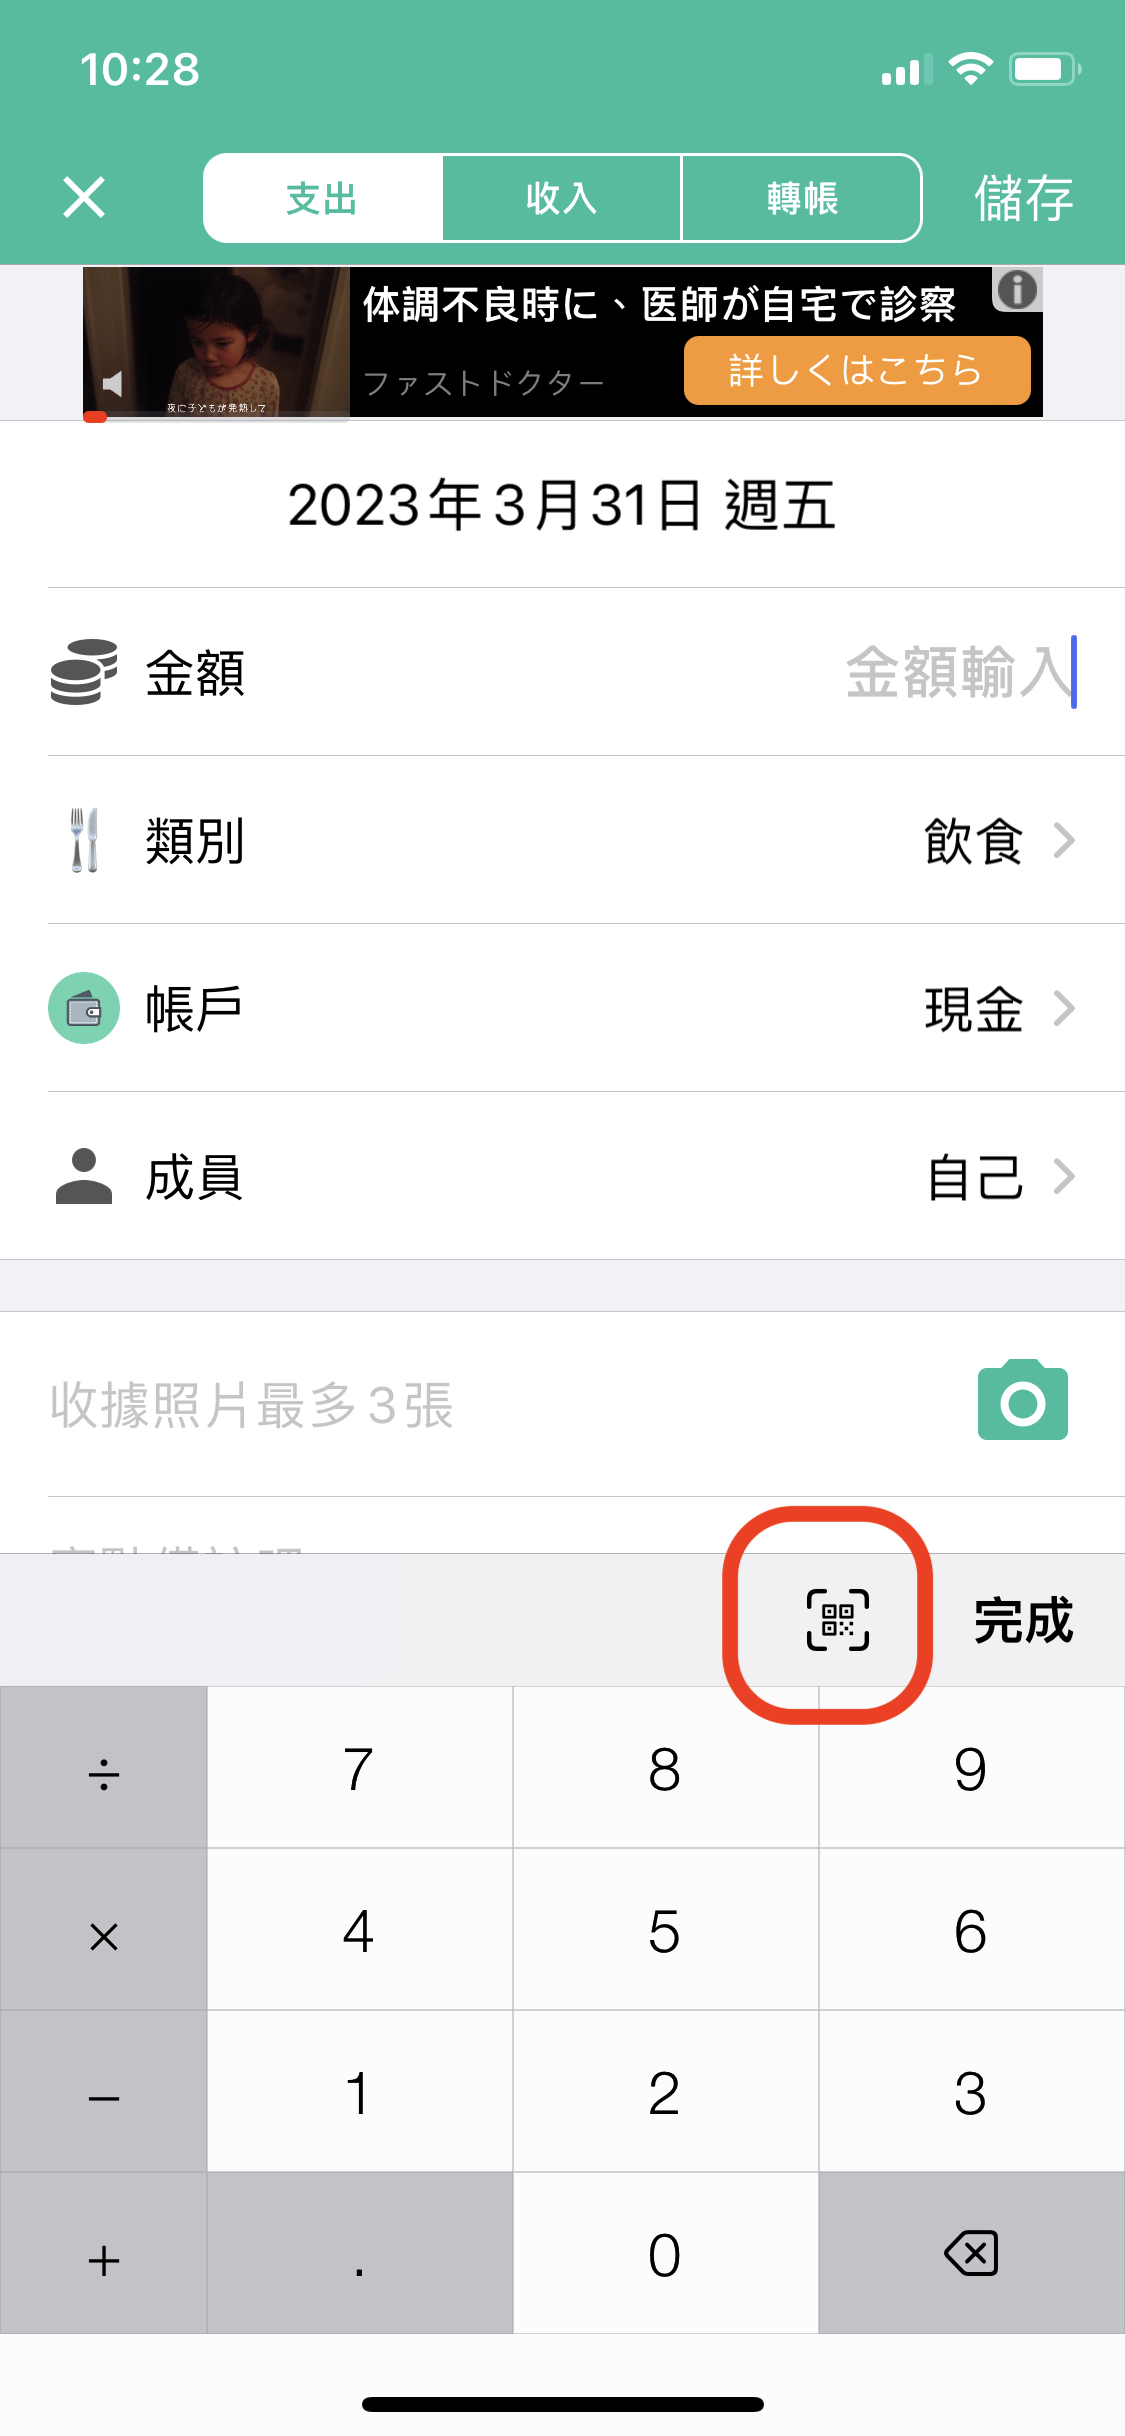 10:28
支出
收入
轉帳
儲存
体調不良時に、医師が自宅で診察
ファストドクター
詳しくはこちら
夜に子どもが発熱して
2023年3月31日 週五
金額
金額輸入
類別
飲食
帳戶
現金
成員
自己
收據照片最多3張
完成
÷ 7 8 9
× 4 5 6
− 1 2 3
+ . 0